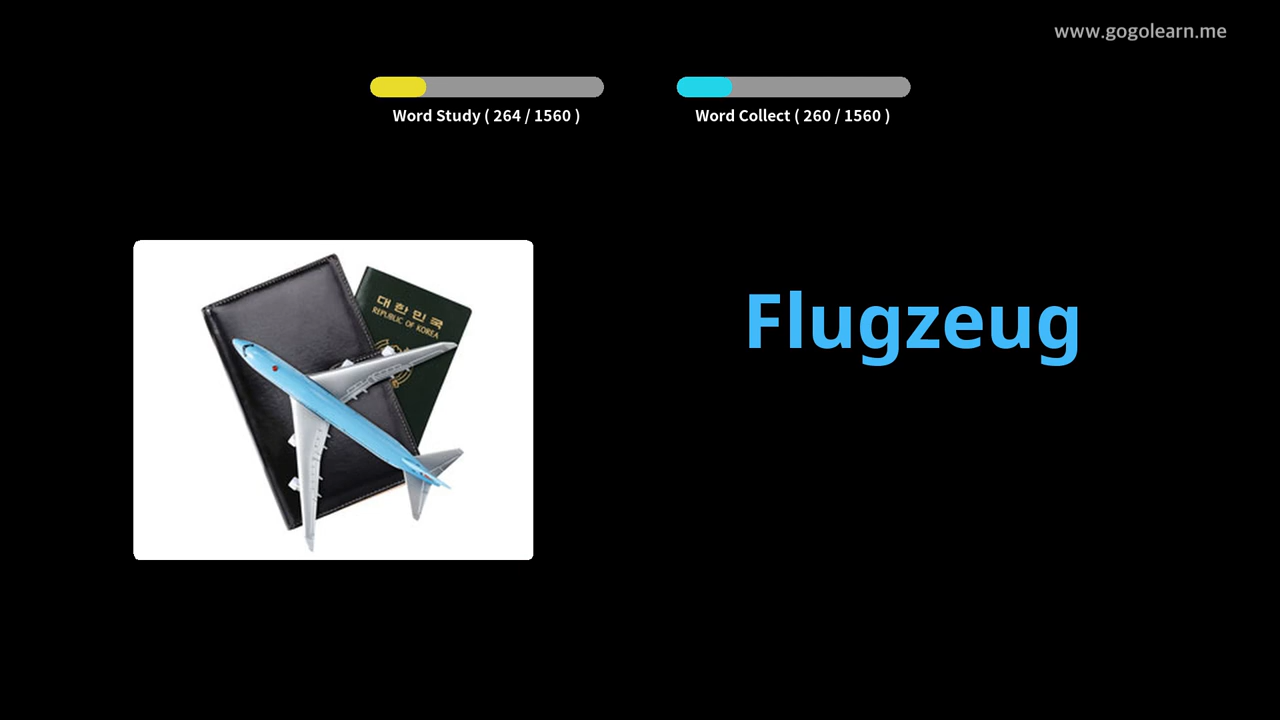 www.gogolearn.me
Word Study ( 264 / 1560 )
Word Collect ( 260 / 1560 )
대한민국
REPUBLIC OF KOREA
Flugzeug